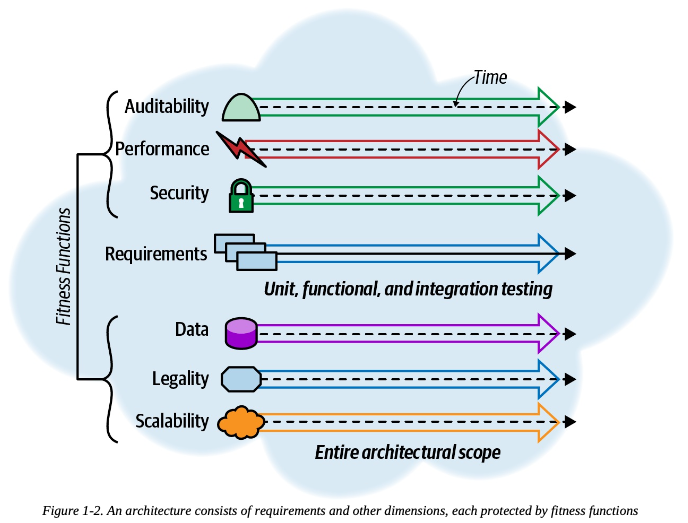 Time
Auditability
Performance
Security
Requirements
Unit, functional, and integration testing
Fitness Functions
Data
Legality
Scalability
Entire architectural scope
Figure 1-2. An architecture consists of requirements and other dimensions, each protected by fitness functions